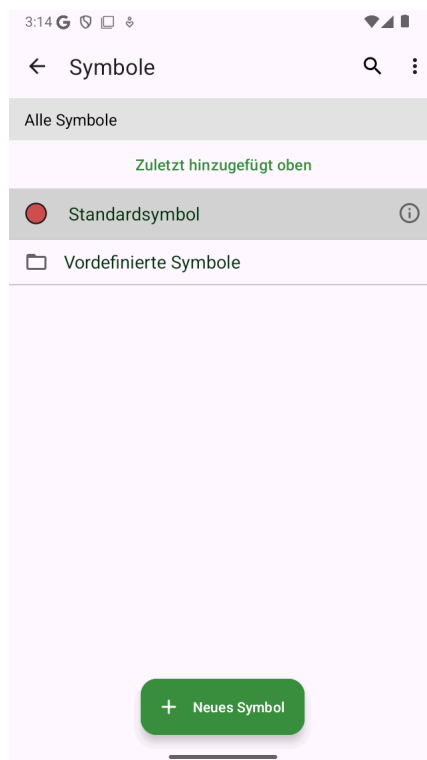 3:14
Symbole
Alle Symbole
Zuletzt hinzugefügt oben
Standardsymbol
Vordefinierte Symbole
Neues Symbol